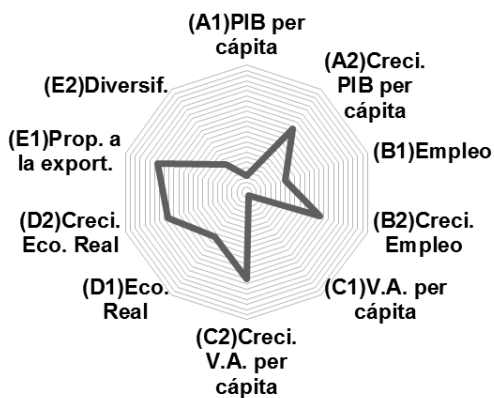 (A1)PIB per
cápita
(A2)Creci.
PIB per
cápita
(B1)Empleo
(B2)Creci.
Empleo
(C1)V.A. per
cápita
(C2)Creci.
V.A. per
cápita
(D1)Eco.
Real
(D2)Creci.
Eco. Real
(E1)Prop. a
la export.
(E2)Diversif.